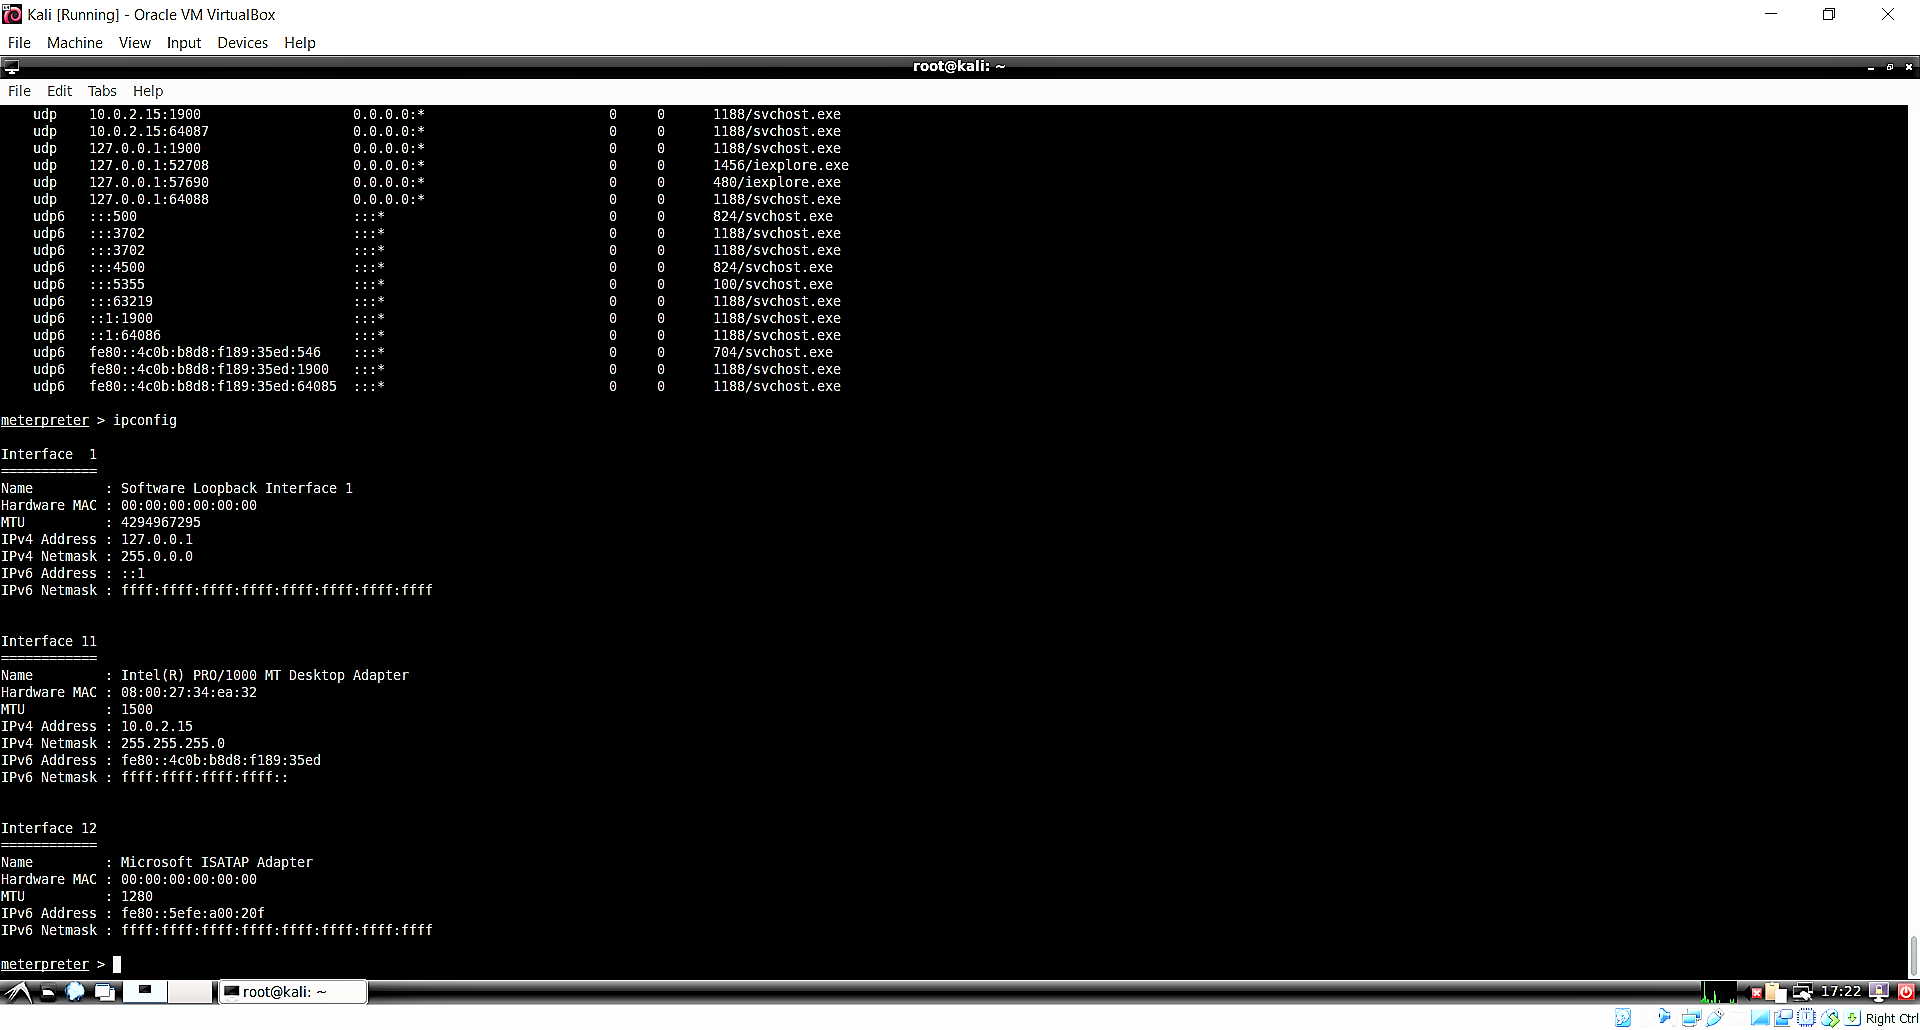 Kali [Running] - Oracle VM VirtualBox
File Machine View Input Devices Help
root@kali: ~
File Edit Tabs Help
udp 10.0.2.15:1900 0.0.0.0:* 0 0 1188/svchost.exe
udp 10.0.2.15:64087 0.0.0.0:* 0 0 1188/svchost.exe
udp 127.0.0.1:1900 0.0.0.0:* 0 0 1188/svchost.exe
udp 127.0.0.1:52708 0.0.0.0:* 0 0 1456/iexplore.exe
udp 127.0.0.1:57690 0.0.0.0:* 0 0 480/iexplore.exe
udp 127.0.0.1:64088 0.0.0.0:* 0 0 1188/svchost.exe
udp6 :::500 :::* 0 0 824/svchost.exe
udp6 :::3702 :::* 0 0 1188/svchost.exe
udp6 :::3702 :::* 0 0 1188/svchost.exe
udp6 :::4500 :::* 0 0 824/svchost.exe
udp6 :::5355 :::* 0 0 100/svchost.exe
udp6 :::63219 :::* 0 0 1188/svchost.exe
udp6 ::1:1900 :::* 0 0 1188/svchost.exe
udp6 ::1:64086 :::* 0 0 1188/svchost.exe
udp6 fe80::4c0b:b8d8:f189:35ed:546 :::* 0 0 704/svchost.exe
udp6 fe80::4c0b:b8d8:f189:35ed:1900 :::* 0 0 1188/svchost.exe
udp6 fe80::4c0b:b8d8:f189:35ed:64085 :::* 0 0 1188/svchost.exe
meterpreter > ipconfig
Interface 1
============
Name : Software Loopback Interface 1
Hardware MAC : 00:00:00:00:00:00
MTU : 4294967295
IPv4 Address : 127.0.0.1
IPv4 Netmask : 255.0.0.0
IPv6 Address : ::1
IPv6 Netmask : ffff:ffff:ffff:ffff:ffff:ffff:ffff:ffff
Interface 11
============
Name : Intel(R) PRO/1000 MT Desktop Adapter
Hardware MAC : 08:00:27:34:ea:32
MTU : 1500
IPv4 Address : 10.0.2.15
IPv4 Netmask : 255.255.255.0
IPv6 Address : fe80::4c0b:b8d8:f189:35ed
IPv6 Netmask : ffff:ffff:ffff:ffff::
Interface 12
============
Name : Microsoft ISATAP Adapter
Hardware MAC : 00:00:00:00:00:00
MTU : 1280
IPv6 Address : fe80::5efe:a00:20f
IPv6 Netmask : ffff:ffff:ffff:ffff:ffff:ffff:ffff:ffff
meterpreter >
root@kali: ~ 17:22
Right Ctrl